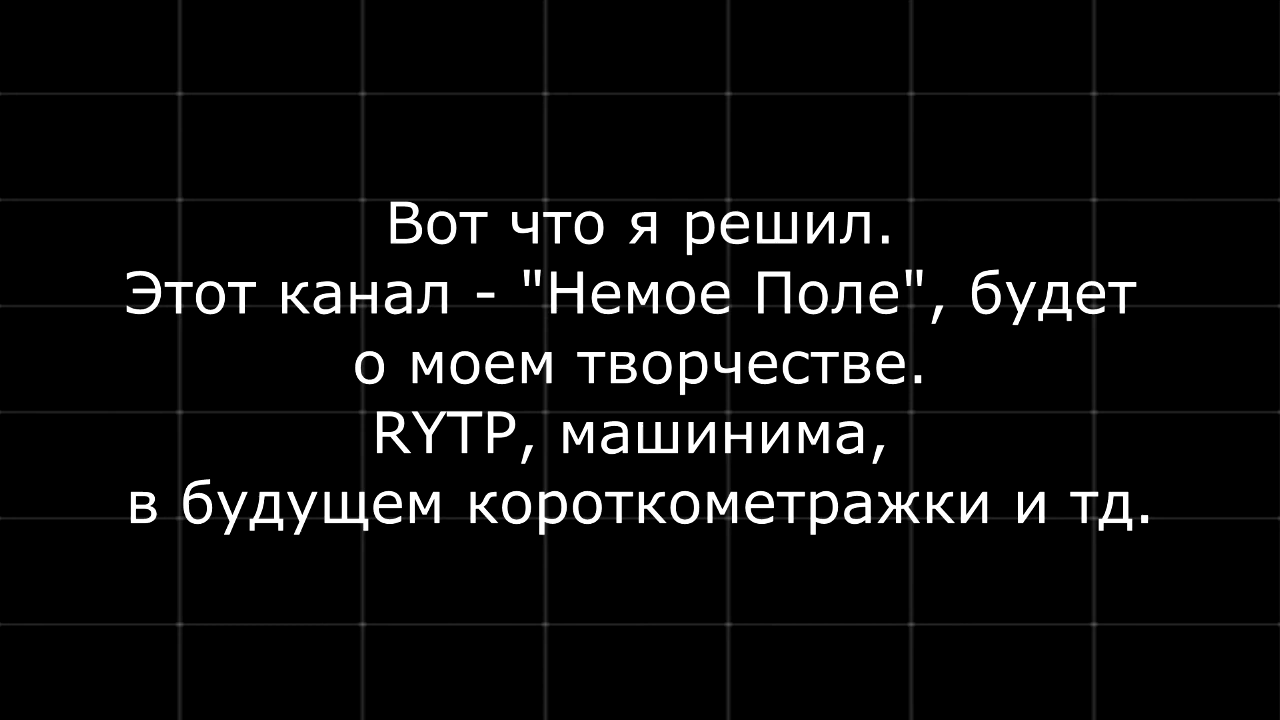 Вот что я решил.
Этот канал - "Немое Поле", будет
о моем творчестве.
RYTP, машинима,
в будущем короткометражки и тд.